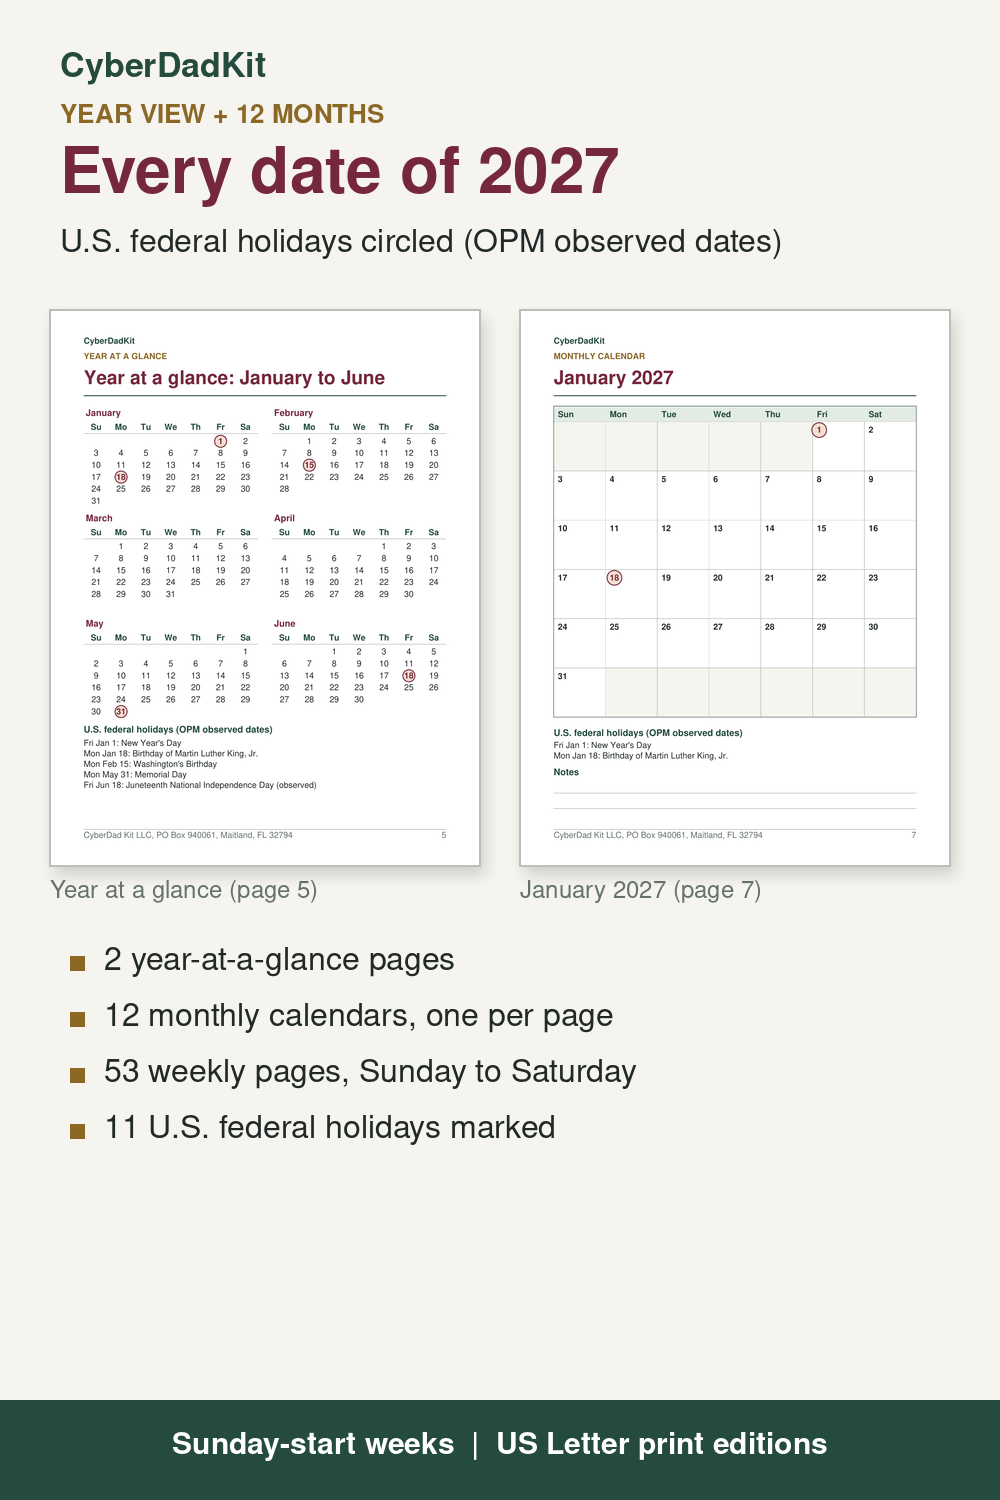 CyberDadKit
YEAR VIEW + 12 MONTHS
Every date of 2027
U.S. federal holidays circled (OPM observed dates)
CyberDadKit
YEAR AT A GLANCE
Year at a glance: January to June
January
Su Mo Tu We Th Fr Sa
1 2
3 4 5 6 7 8 9
10 11 12 13 14 15 16
17 18 19 20 21 22 23
24 25 26 27 28 29 30
31
February
Su Mo Tu We Th Fr Sa
1 2 3 4 5 6
7 8 9 10 11 12 13
14 15 16 17 18 19 20
21 22 23 24 25 26 27
28
March
Su Mo Tu We Th Fr Sa
1 2 3 4 5 6
7 8 9 10 11 12 13
14 15 16 17 18 19 20
21 22 23 24 25 26 27
28 29 30 31
April
Su Mo Tu We Th Fr Sa
1 2 3
4 5 6 7 8 9 10
11 12 13 14 15 16 17
18 19 20 21 22 23 24
25 26 27 28 29 30
May
Su Mo Tu We Th Fr Sa
1
2 3 4 5 6 7 8
9 10 11 12 13 14 15
16 17 18 19 20 21 22
23 24 25 26 27 28 29
30 31
June
Su Mo Tu We Th Fr Sa
1 2 3 4 5
6 7 8 9 10 11 12
13 14 15 16 17 18 19
20 21 22 23 24 25 26
27 28 29 30
U.S. federal holidays (OPM observed dates)
Fri Jan 1: New Year's Day
Mon Jan 18: Birthday of Martin Luther King, Jr.
Mon Feb 15: Washington's Birthday
Mon May 31: Memorial Day
Fri Jun 18: Juneteenth National Independence Day (observed)
CyberDad Kit LLC, PO Box 940061, Maitland, FL 32794 5
CyberDadKit
MONTHLY CALENDAR
January 2027
Sun Mon Tue Wed Thu Fri Sat
1 2
3 4 5 6 7 8 9
10 11 12 13 14 15 16
17 18 19 20 21 22 23
24 25 26 27 28 29 30
31
U.S. federal holidays (OPM observed dates)
Fri Jan 1: New Year's Day
Mon Jan 18: Birthday of Martin Luther King, Jr.
Notes
CyberDad Kit LLC, PO Box 940061, Maitland, FL 32794 7
Year at a glance (page 5)
January 2027 (page 7)
2 year-at-a-glance pages
12 monthly calendars, one per page
53 weekly pages, Sunday to Saturday
11 U.S. federal holidays marked
Sunday-start weeks | US Letter print editions